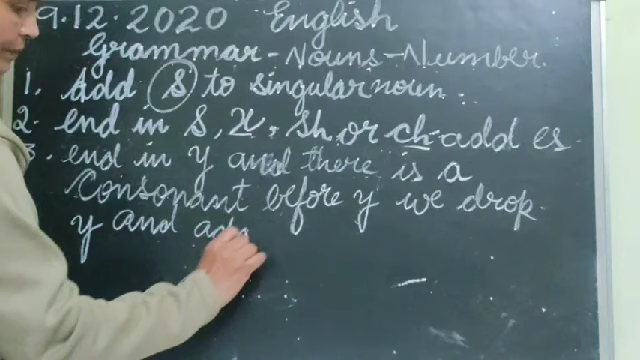 9.12.2020 English
Grammar - Nouns - Number.
1. Add S to singular noun.
2. end in S, x, sh or ch add es.
3. end in y and there is a
Consonant before y we drop
y and add